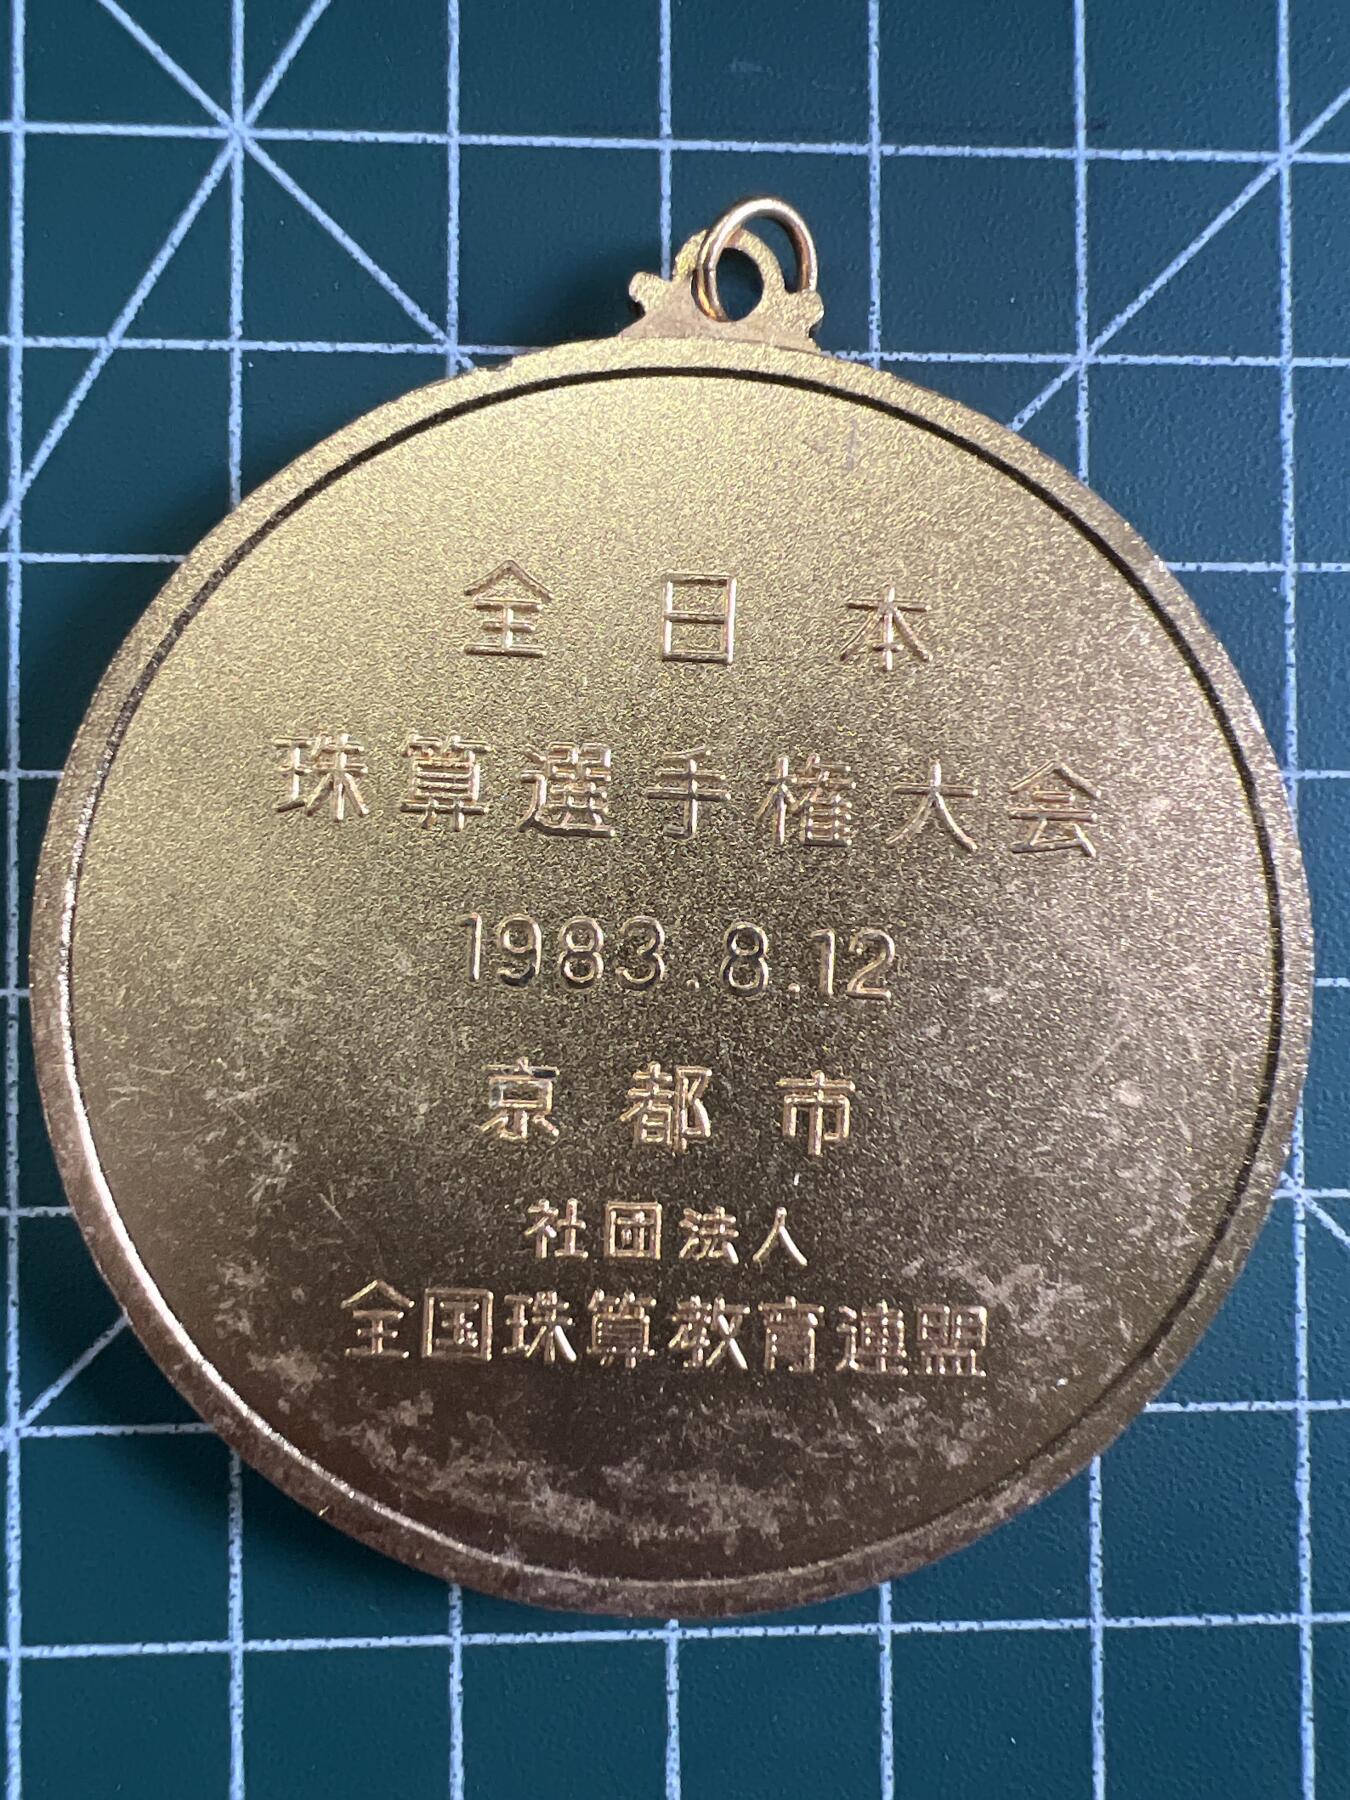 全日本
珠算選手権大会
1983.8.12
京都市
社団法人
全国珠算教育連盟